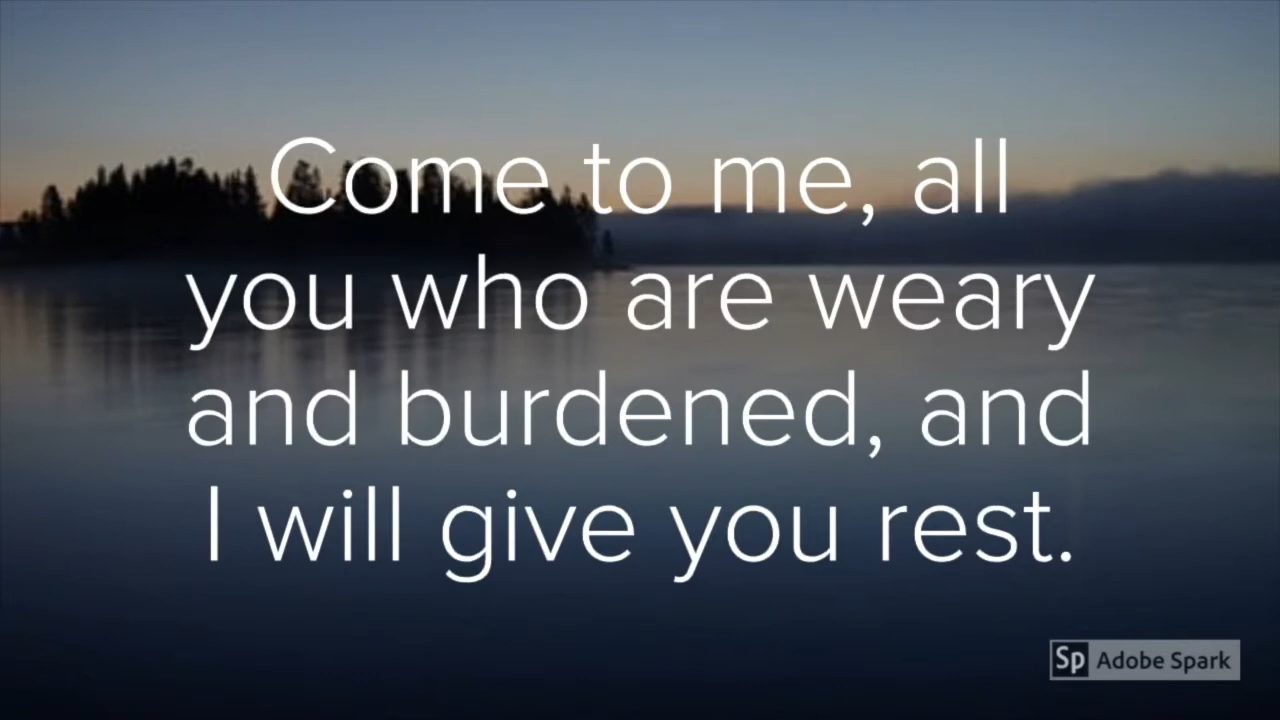 Come to me, all
you who are weary
and burdened, and
I will give you rest.
Sp Adobe Spark